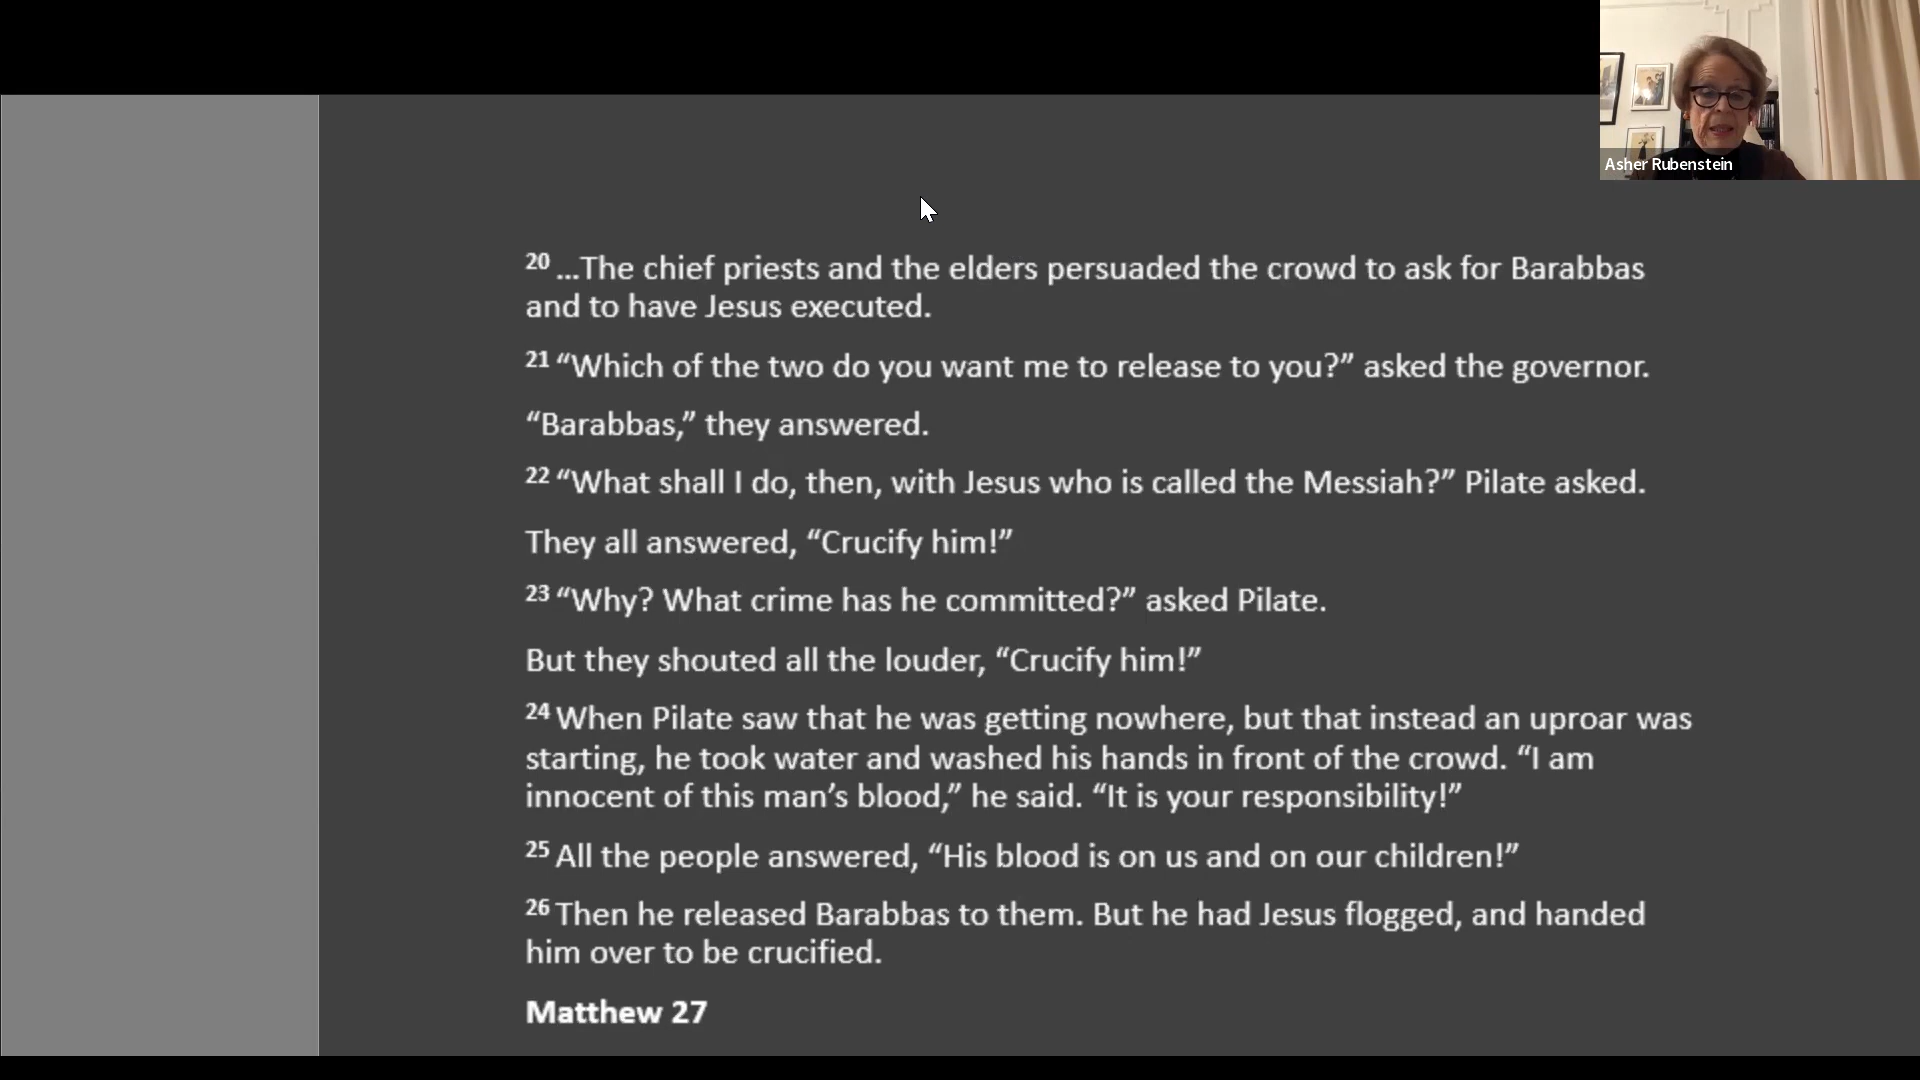 Asher Rubenstein
20 ...The chief priests and the elders persuaded the crowd to ask for Barabbas
and to have Jesus executed.
21 “Which of the two do you want me to release to you?” asked the governor.
“Barabbas,” they answered.
22 “What shall I do, then, with Jesus who is called the Messiah?” Pilate asked.
They all answered, “Crucify him!”
23 “Why? What crime has he committed?” asked Pilate.
But they shouted all the louder, “Crucify him!”
24 When Pilate saw that he was getting nowhere, but that instead an uproar was
starting, he took water and washed his hands in front of the crowd. “I am
innocent of this man’s blood,” he said. “It is your responsibility!”
25 All the people answered, “His blood is on us and on our children!”
26 Then he released Barabbas to them. But he had Jesus flogged, and handed
him over to be crucified.
Matthew 27